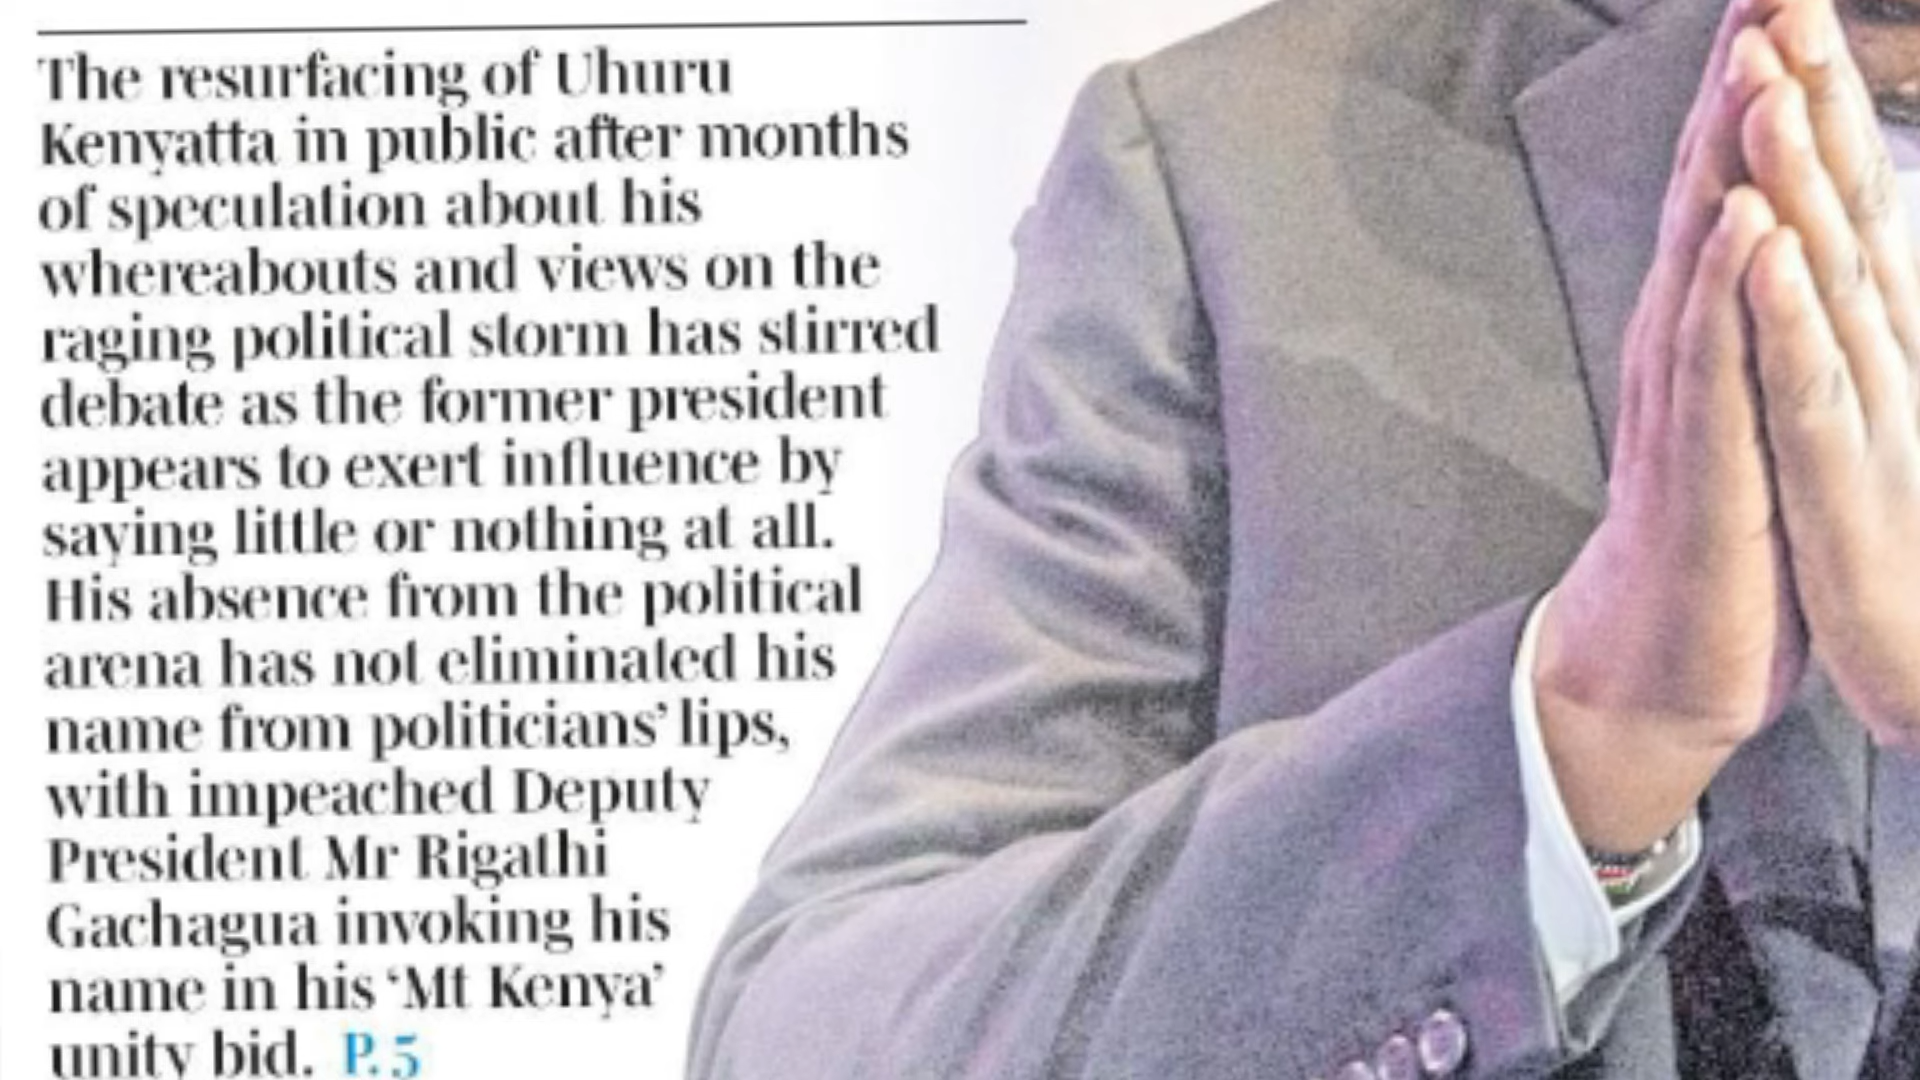 The resurfacing of Uhuru
Kenyatta in public after months
of speculation about his
whereabouts and views on the
raging political storm has stirred
debate as the former president
appears to exert influence by
saying little or nothing at all.
His absence from the political
arena has not eliminated his
name from politicians’ lips,
with impeached Deputy
President Mr Rigathi
Gachagua invoking his
name in his ‘Mt Kenya’
unity bid. P. 5